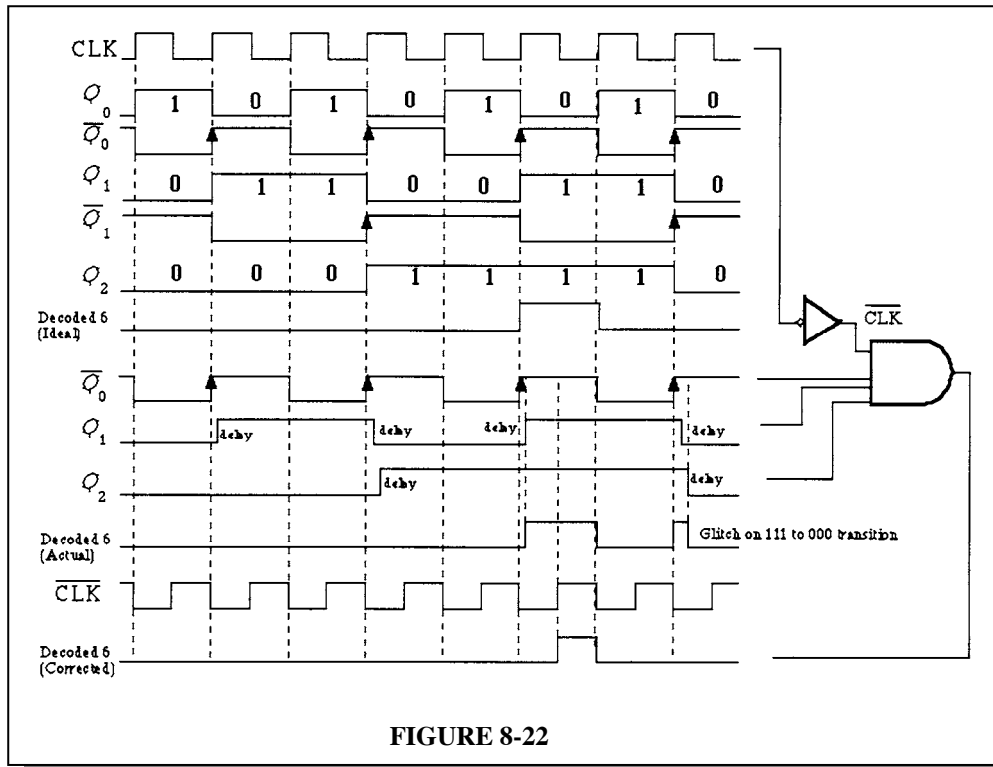 CLK
Q0
1 0 1 0 1 0 1 0
Q̅0
Q1
0 1 1 0 0 1 1 0
Q̅1
Q2
0 0 0 1 1 1 1 0
Decoded 6
(Ideal)
C̅L̅K̅
Q̅0
Q1
delay delay delay delay
Q2
delay delay
Decoded 6
(Actual)
Glitch on 111 to 000 transition
C̅L̅K̅
Decoded 6
(Corrected)
FIGURE 8-22